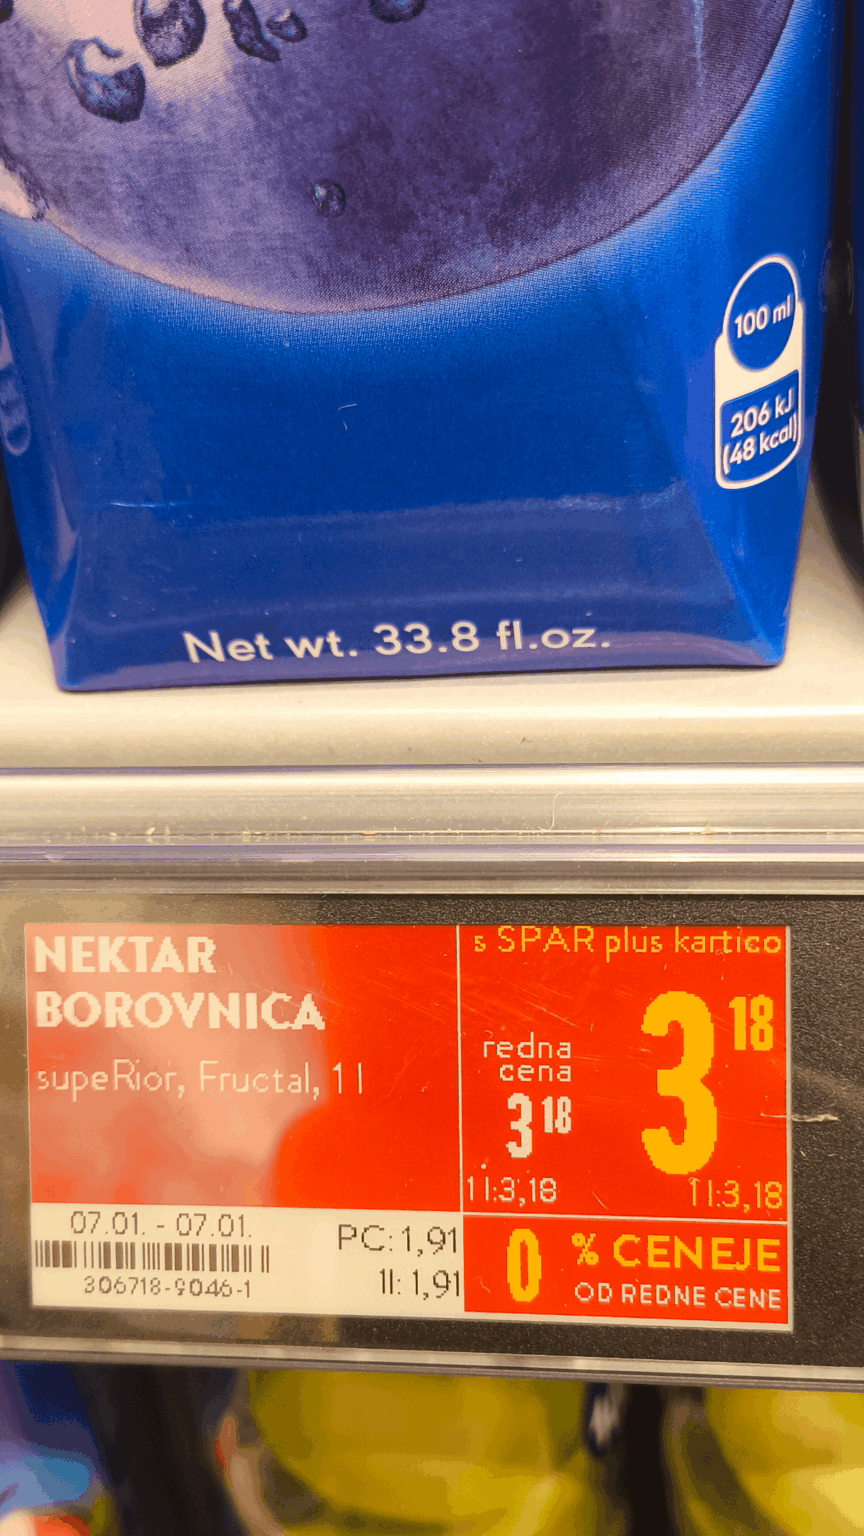 100 ml
206 kJ
(48 kcal)
Net wt. 33.8 fl.oz.
NEKTAR
BOROVNICA
supeRior, Fructal, 1 l
s SPAR plus kartico
redna
cena
3 18
1 l:3,18
3 18
1 l:3,18
07.01. - 07.01.
306718-9046-1
PC: 1,91
1l: 1,91
0 % CENEJE
OD REDNE CENE